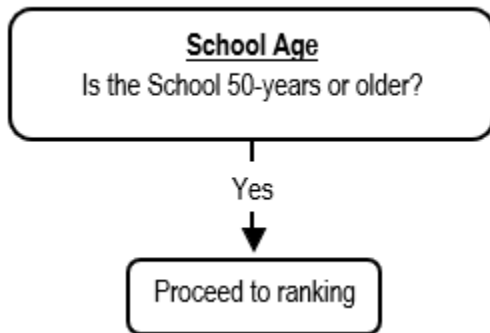 School Age
Is the School 50-years or older?
Yes
Proceed to ranking